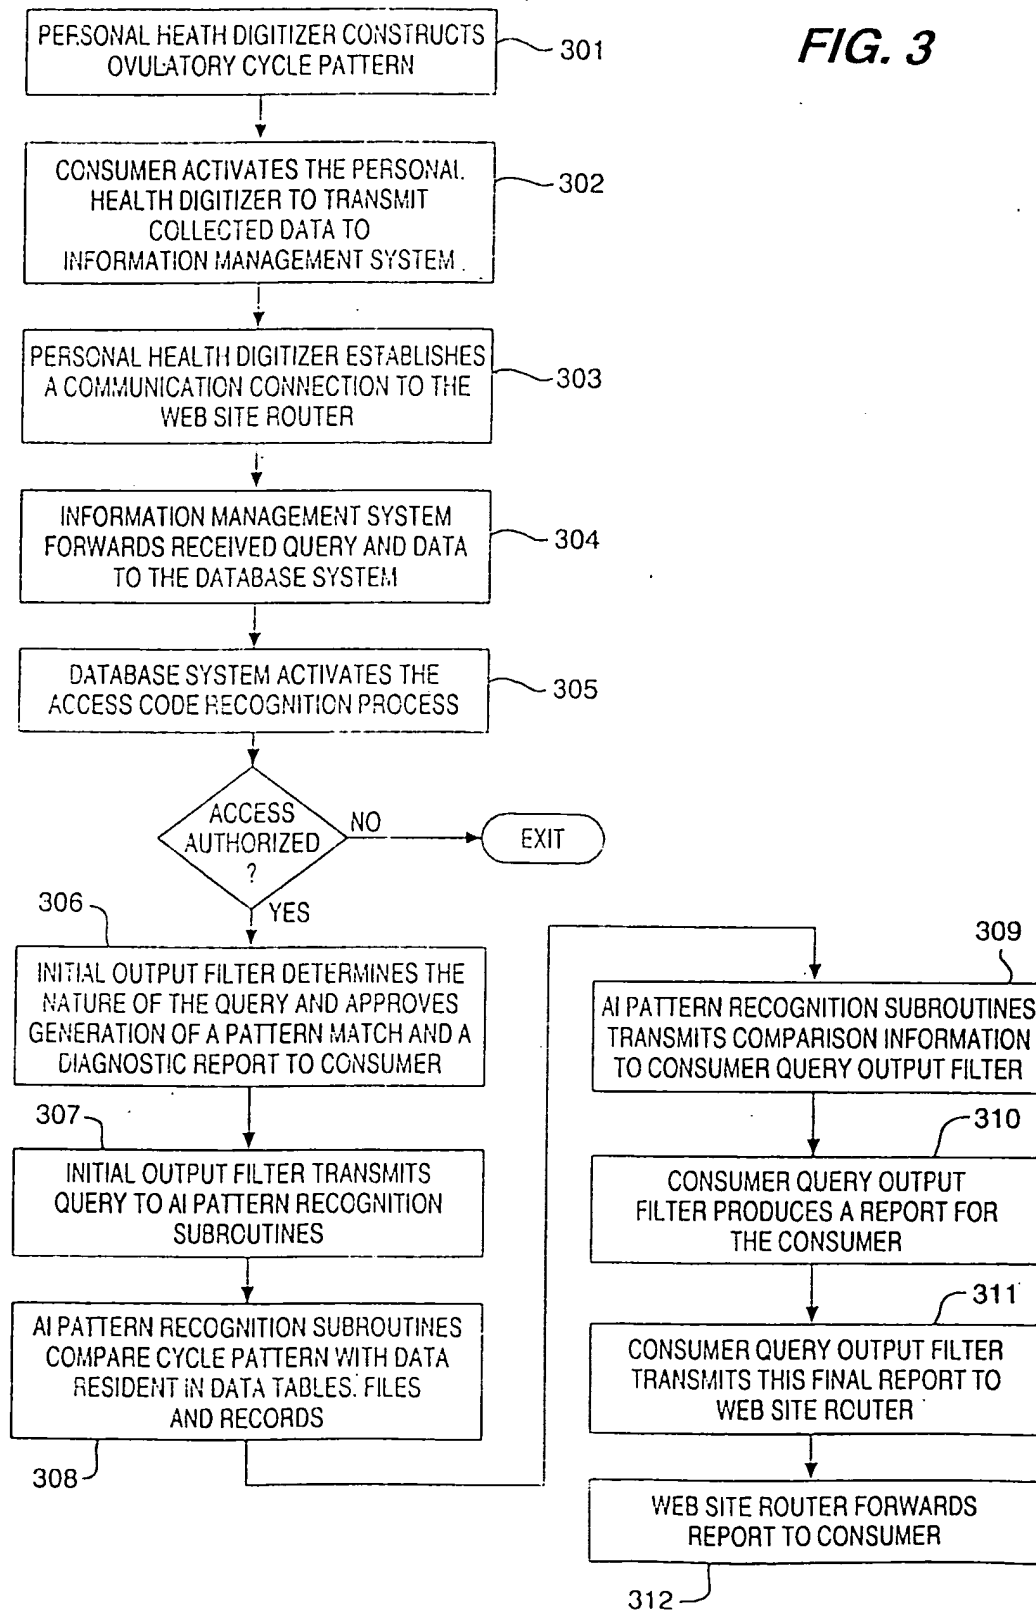 FIG. 3
PERSONAL HEATH DIGITIZER CONSTRUCTS
OVULATORY CYCLE PATTERN
301
CONSUMER ACTIVATES THE PERSONAL
HEALTH DIGITIZER TO TRANSMIT
COLLECTED DATA TO
INFORMATION MANAGEMENT SYSTEM
302
PERSONAL HEALTH DIGITIZER ESTABLISHES
A COMMUNICATION CONNECTION TO THE
WEB SITE ROUTER
303
INFORMATION MANAGEMENT SYSTEM
FORWARDS RECEIVED QUERY AND DATA
TO THE DATABASE SYSTEM
304
DATABASE SYSTEM ACTIVATES THE
ACCESS CODE RECOGNITION PROCESS
305
ACCESS
AUTHORIZED
?
NO
EXIT
YES
306
INITIAL OUTPUT FILTER DETERMINES THE
NATURE OF THE QUERY AND APPROVES
GENERATION OF A PATTERN MATCH AND A
DIAGNOSTIC REPORT TO CONSUMER
307
INITIAL OUTPUT FILTER TRANSMITS
QUERY TO AI PATTERN RECOGNITION
SUBROUTINES
AI PATTERN RECOGNITION SUBROUTINES
COMPARE CYCLE PATTERN WITH DATA
RESIDENT IN DATA TABLES, FILES
AND RECORDS
308
309
AI PATTERN RECOGNITION SUBROUTINES
TRANSMITS COMPARISON INFORMATION
TO CONSUMER QUERY OUTPUT FILTER
310
CONSUMER QUERY OUTPUT
FILTER PRODUCES A REPORT FOR
THE CONSUMER
311
CONSUMER QUERY OUTPUT FILTER
TRANSMITS THIS FINAL REPORT TO
WEB SITE ROUTER
WEB SITE ROUTER FORWARDS
REPORT TO CONSUMER
312